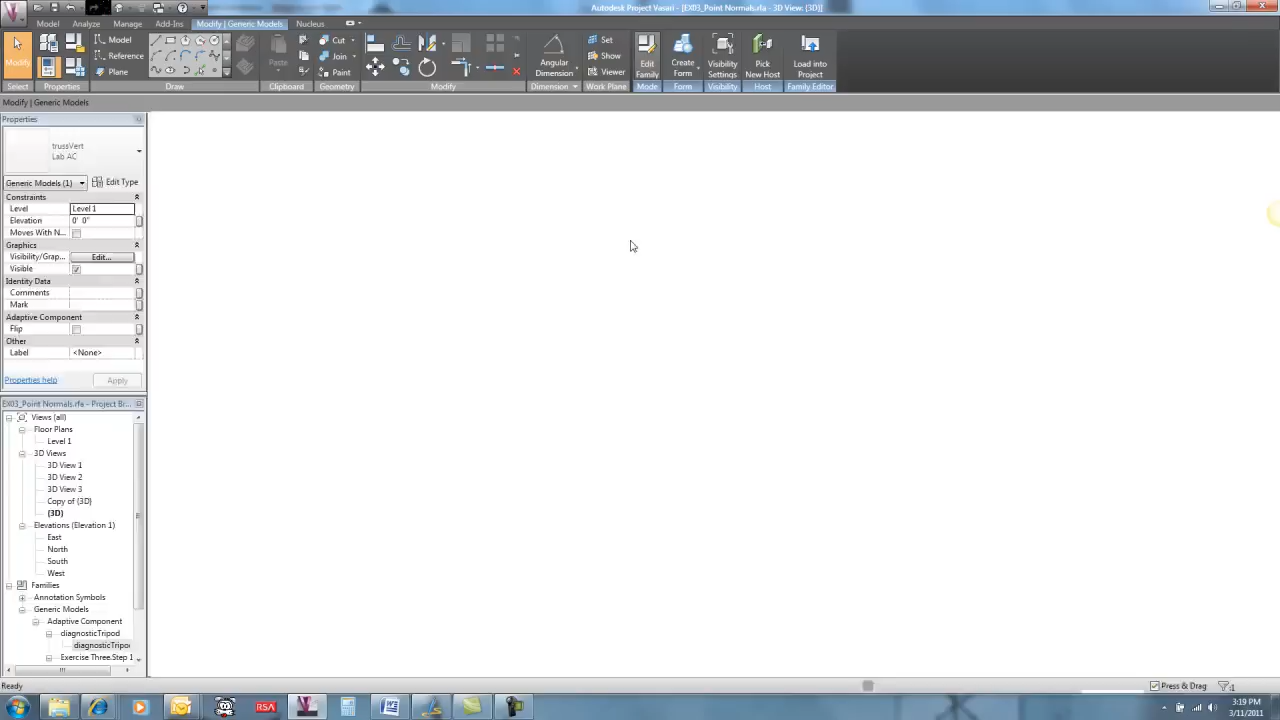 Autodesk Project Vasari - [EX03_Point Normals.rfa - 3D View: {3D}]
Model Analyze Manage Add-Ins Modify | Generic Models Nucleus
Modify Model Reference Plane Paste Cut Join Paint Angular Dimension Set Show Viewer Edit Family Create Form Visibility Settings Pick New Host Load into Project
Select Properties Draw Clipboard Geometry Modify Dimension Work Plane Mode Form Visibility Host Family Editor
Modify | Generic Models
Properties
trussVert
Lab AC
Generic Models (1) Edit Type
Constraints
Level Level 1
Elevation 0' 0"
Moves With N...
Graphics
Visibility/Grap... Edit...
Visible
Identity Data
Comments
Mark
Adaptive Component
Flip
Other
Label <None>
Properties help Apply
EX03_Point Normals.rfa - Project Br...
Views (all)
Floor Plans
Level 1
3D Views
3D View 1
3D View 2
3D View 3
Copy of {3D}
{3D}
Elevations (Elevation 1)
East
North
South
West
Families
Annotation Symbols
Generic Models
Adaptive Component
diagnosticTripod
diagnosticTripo
Exercise Three.Step 1
Ready Press & Drag :1
RSA
3:19 PM
3/11/2011